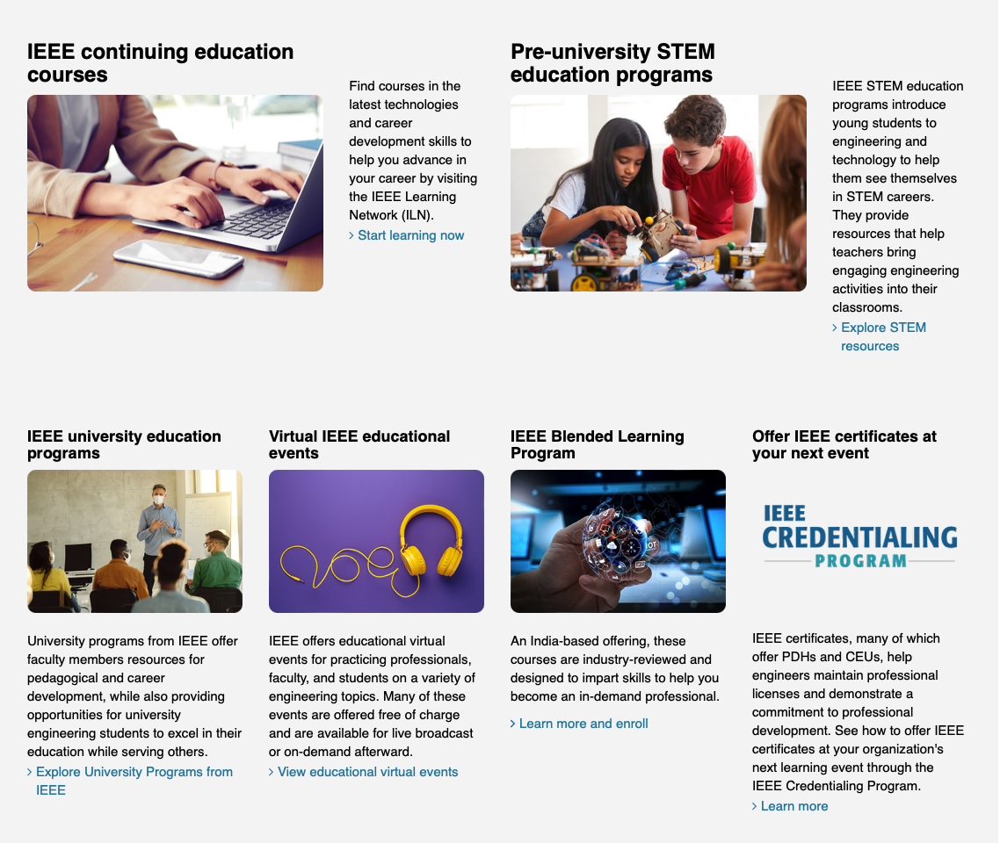 IEEE continuing education
courses
Find courses in the
latest technologies
and career
development skills to
help you advance in
your career by visiting
the IEEE Learning
Network (ILN).
Start learning now
Pre-university STEM
education programs
IEEE STEM education
programs introduce
young students to
engineering and
technology to help
them see themselves
in STEM careers.
They provide
resources that help
teachers bring
engaging engineering
activities into their
classrooms.
Explore STEM
resources
IEEE university education
programs
University programs from IEEE offer
faculty members resources for
pedagogical and career
development, while also providing
opportunities for university
engineering students to excel in their
education while serving others.
Explore University Programs from
IEEE
Virtual IEEE educational
events
IEEE offers educational virtual
events for practicing professionals,
faculty, and students on a variety of
engineering topics. Many of these
events are offered free of charge
and are available for live broadcast
or on-demand afterward.
View educational virtual events
IEEE Blended Learning
Program
IOT
An India-based offering, these
courses are industry-reviewed and
designed to impart skills to help you
become an in-demand professional.
Learn more and enroll
Offer IEEE certificates at
your next event
IEEE
CREDENTIALING
PROGRAM
IEEE certificates, many of which
offer PDHs and CEUs, help
engineers maintain professional
licenses and demonstrate a
commitment to professional
development. See how to offer IEEE
certificates at your organization's
next learning event through the
IEEE Credentialing Program.
Learn more